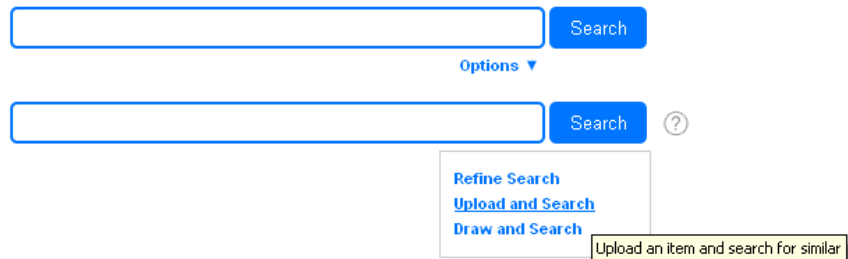 Search
Options ▼
Search ?
Refine Search
Upload and Search
Draw and Search
Upload an item and search for similar